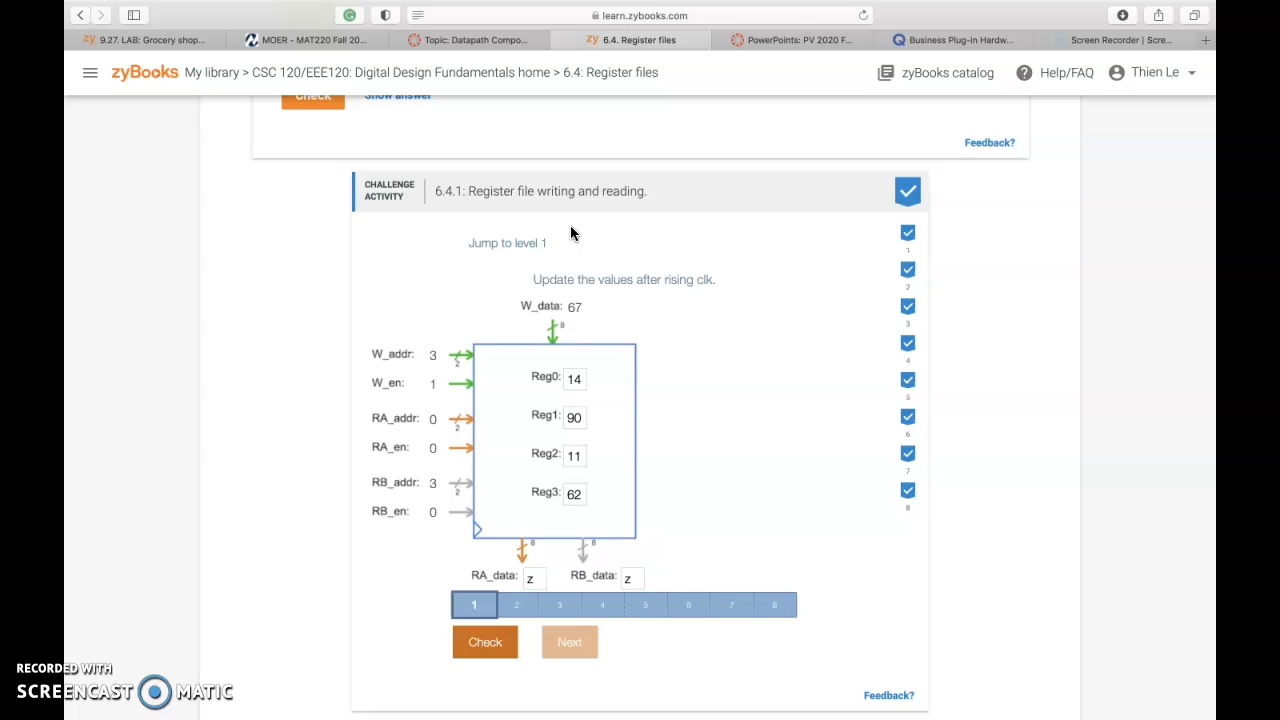 learn.zybooks.com
zy 9.27. LAB: Grocery shop...
MOER - MAT220 Fall 20...
Topic: Datapath Compo...
zy 6.4. Register files
PowerPoints: PV 2020 F...
Business Plug-in Hardw...
Screen Recorder | Scre...
zyBooks My library > CSC 120/EEE120: Digital Design Fundamentals home > 6.4: Register files
zyBooks catalog
Help/FAQ
Thien Le
Check
Show answer
Feedback?
CHALLENGE
ACTIVITY
6.4.1: Register file writing and reading.
Jump to level 1
1
2
3
4
5
6
7
8
Update the values after rising clk.
W_data: 67
8
W_addr: 3
2
W_en: 1
RA_addr: 0
2
RA_en: 0
RB_addr: 3
2
RB_en: 0
Reg0: 14
Reg1: 90
Reg2: 11
Reg3: 62
8
8
RA_data: z
RB_data: z
1 2 3 4 5 6 7 8
Check
Next
Feedback?
RECORDED WITH
SCREENCAST MATIC